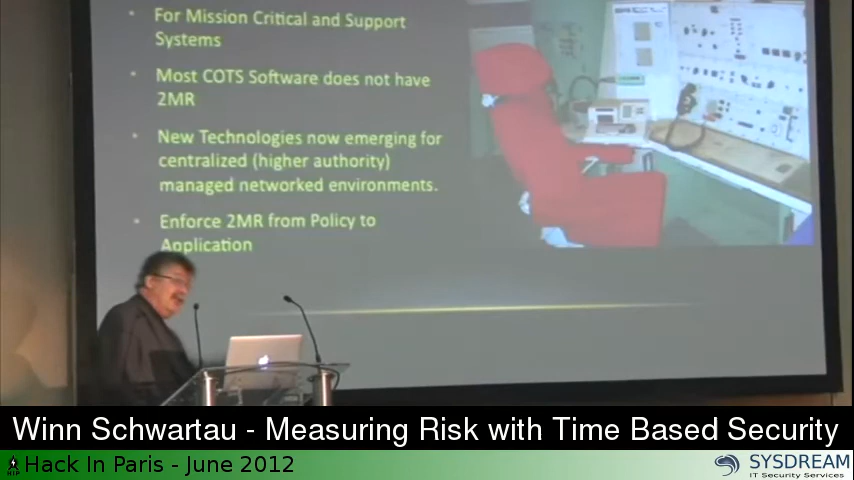 For Mission Critical and Support
Systems
Most COTS Software does not have
2MR
New Technologies now emerging for
centralized (higher authority)
managed networked environments.
Enforce 2MR from Policy to
Application
Winn Schwartau - Measuring Risk with Time Based Security
HIP
Hack In Paris - June 2012
SYSDREAM
IT Security Services